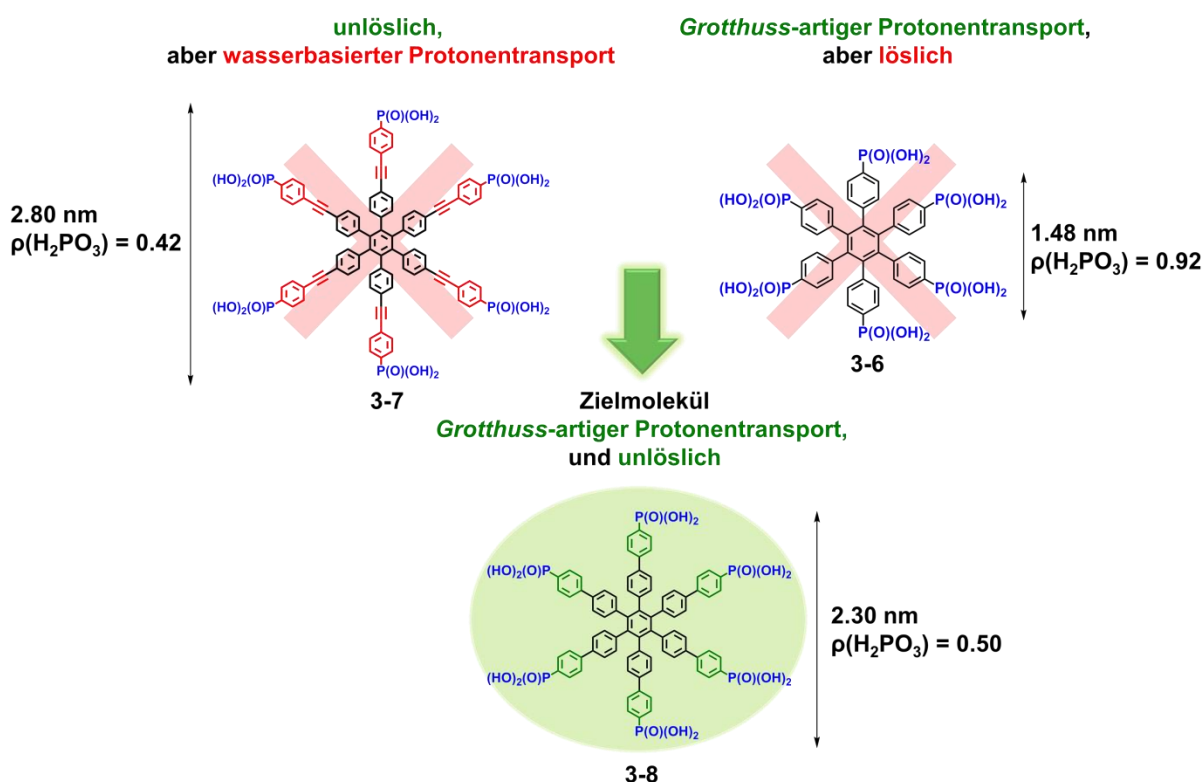 unlöslich,
aber wasserbasierter Protonentransport
Grotthuss-artiger Protonentransport,
aber löslich
P(O)(OH)₂
(HO)₂(O)P
P(O)(OH)₂
2.80 nm
ρ(H₂PO₃) = 0.42
(HO)₂(O)P
P(O)(OH)₂
P(O)(OH)₂
3-7
P(O)(OH)₂
(HO)₂(O)P
P(O)(OH)₂
1.48 nm
ρ(H₂PO₃) = 0.92
(HO)₂(O)P
P(O)(OH)₂
P(O)(OH)₂
3-6
Zielmolekül
Grotthuss-artiger Protonentransport,
und unlöslich
P(O)(OH)₂
(HO)₂(O)P
P(O)(OH)₂
2.30 nm
ρ(H₂PO₃) = 0.50
(HO)₂(O)P
P(O)(OH)₂
P(O)(OH)₂
3-8